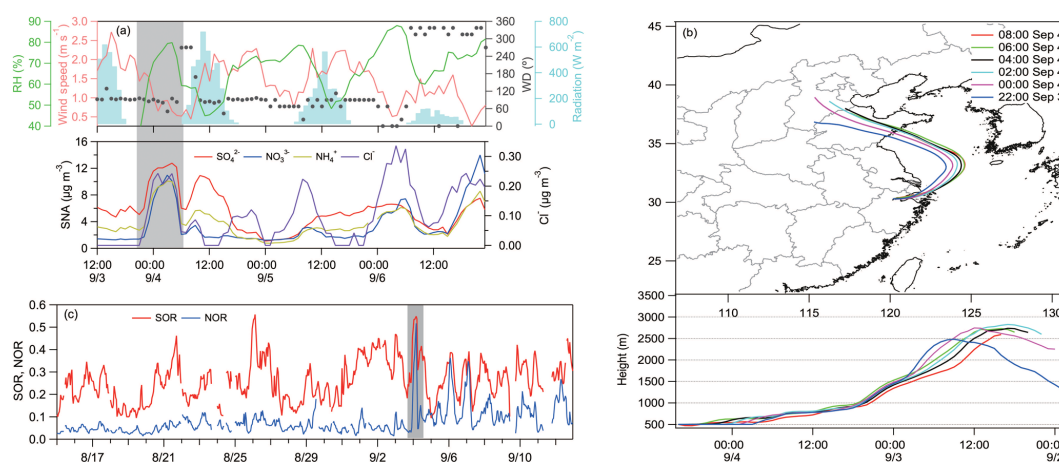 (a)
RH (%)
90
80
70
60
50
40
Wind speed (m s-1)
3.0
2.5
2.0
1.5
1.0
0.5
WD (º)
360
300
240
180
120
60
0
Radiation (W m-2)
800
600
400
200
0
SO4 2- NO3 3- NH4 + Cl-
SNA (µg m-3)
16
12
8
4
0
Cl- (µg m-3)
0.30
0.20
0.10
0.00
12:00 00:00 12:00 00:00 12:00 00:00 12:00
9/3 9/4 9/5 9/6
(c)
SOR NOR
SOR, NOR
0.6
0.5
0.4
0.3
0.2
0.1
0.0
8/17 8/21 8/25 8/29 9/2 9/6 9/10
(b)
08:00 Sep 4
06:00 Sep 4
04:00 Sep 4
02:00 Sep 4
00:00 Sep 4
22:00 Sep
45
40
35
30
25
110 115 120 125 130
Height (m)
3500
3000
2500
2000
1500
1000
500
00:00 12:00 00:00 12:00 00:0
9/4 9/3 9/2